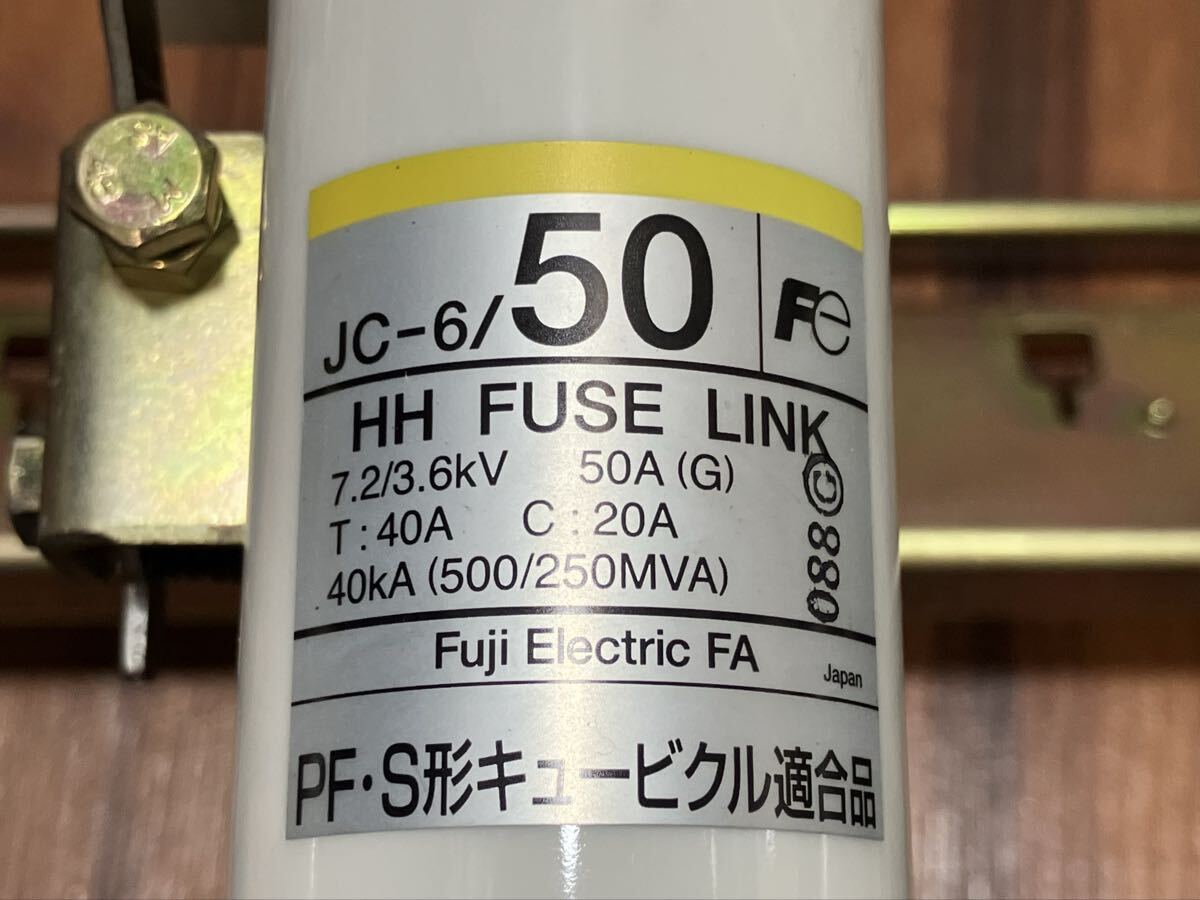 JC-6/50
Fe
HH FUSE LINK
7.2/3.6kV 50A (G)
T : 40A C : 20A
40kA (500/250MVA)
088Ⓖ
Fuji Electric FA
Japan
PF・S形キュービクル適合品